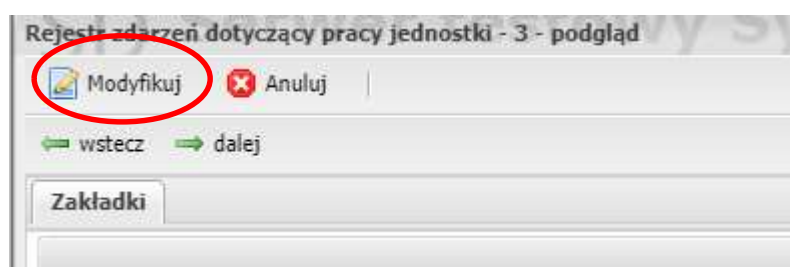 Rejestr zdarzeń dotyczący pracy jednostki - 3 - podgląd
Modyfikuj Anuluj
wstecz dalej
Zakładki